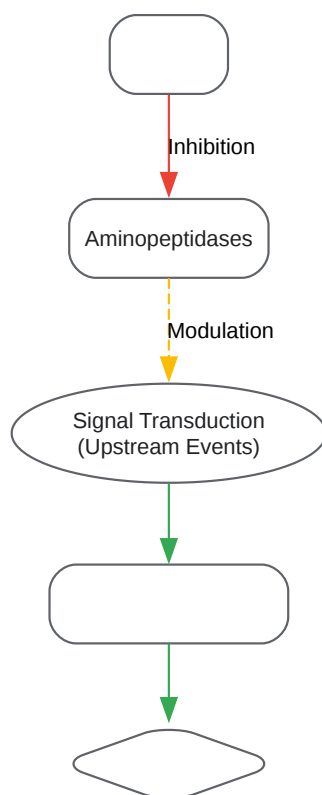 Inhibition
Aminopeptidases
Modulation
Signal Transduction
(Upstream Events)